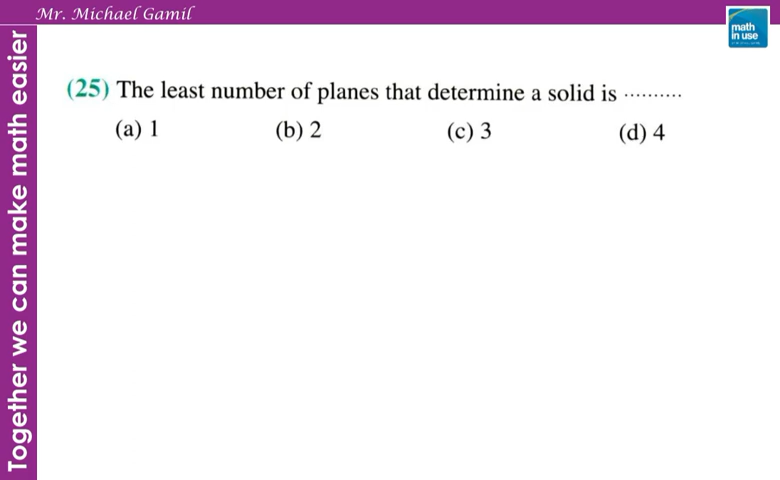 Mr. Michael Gamil
math
in use
Together we can make math easier
(25) The least number of planes that determine a solid is ··········
(a) 1 (b) 2 (c) 3 (d) 4